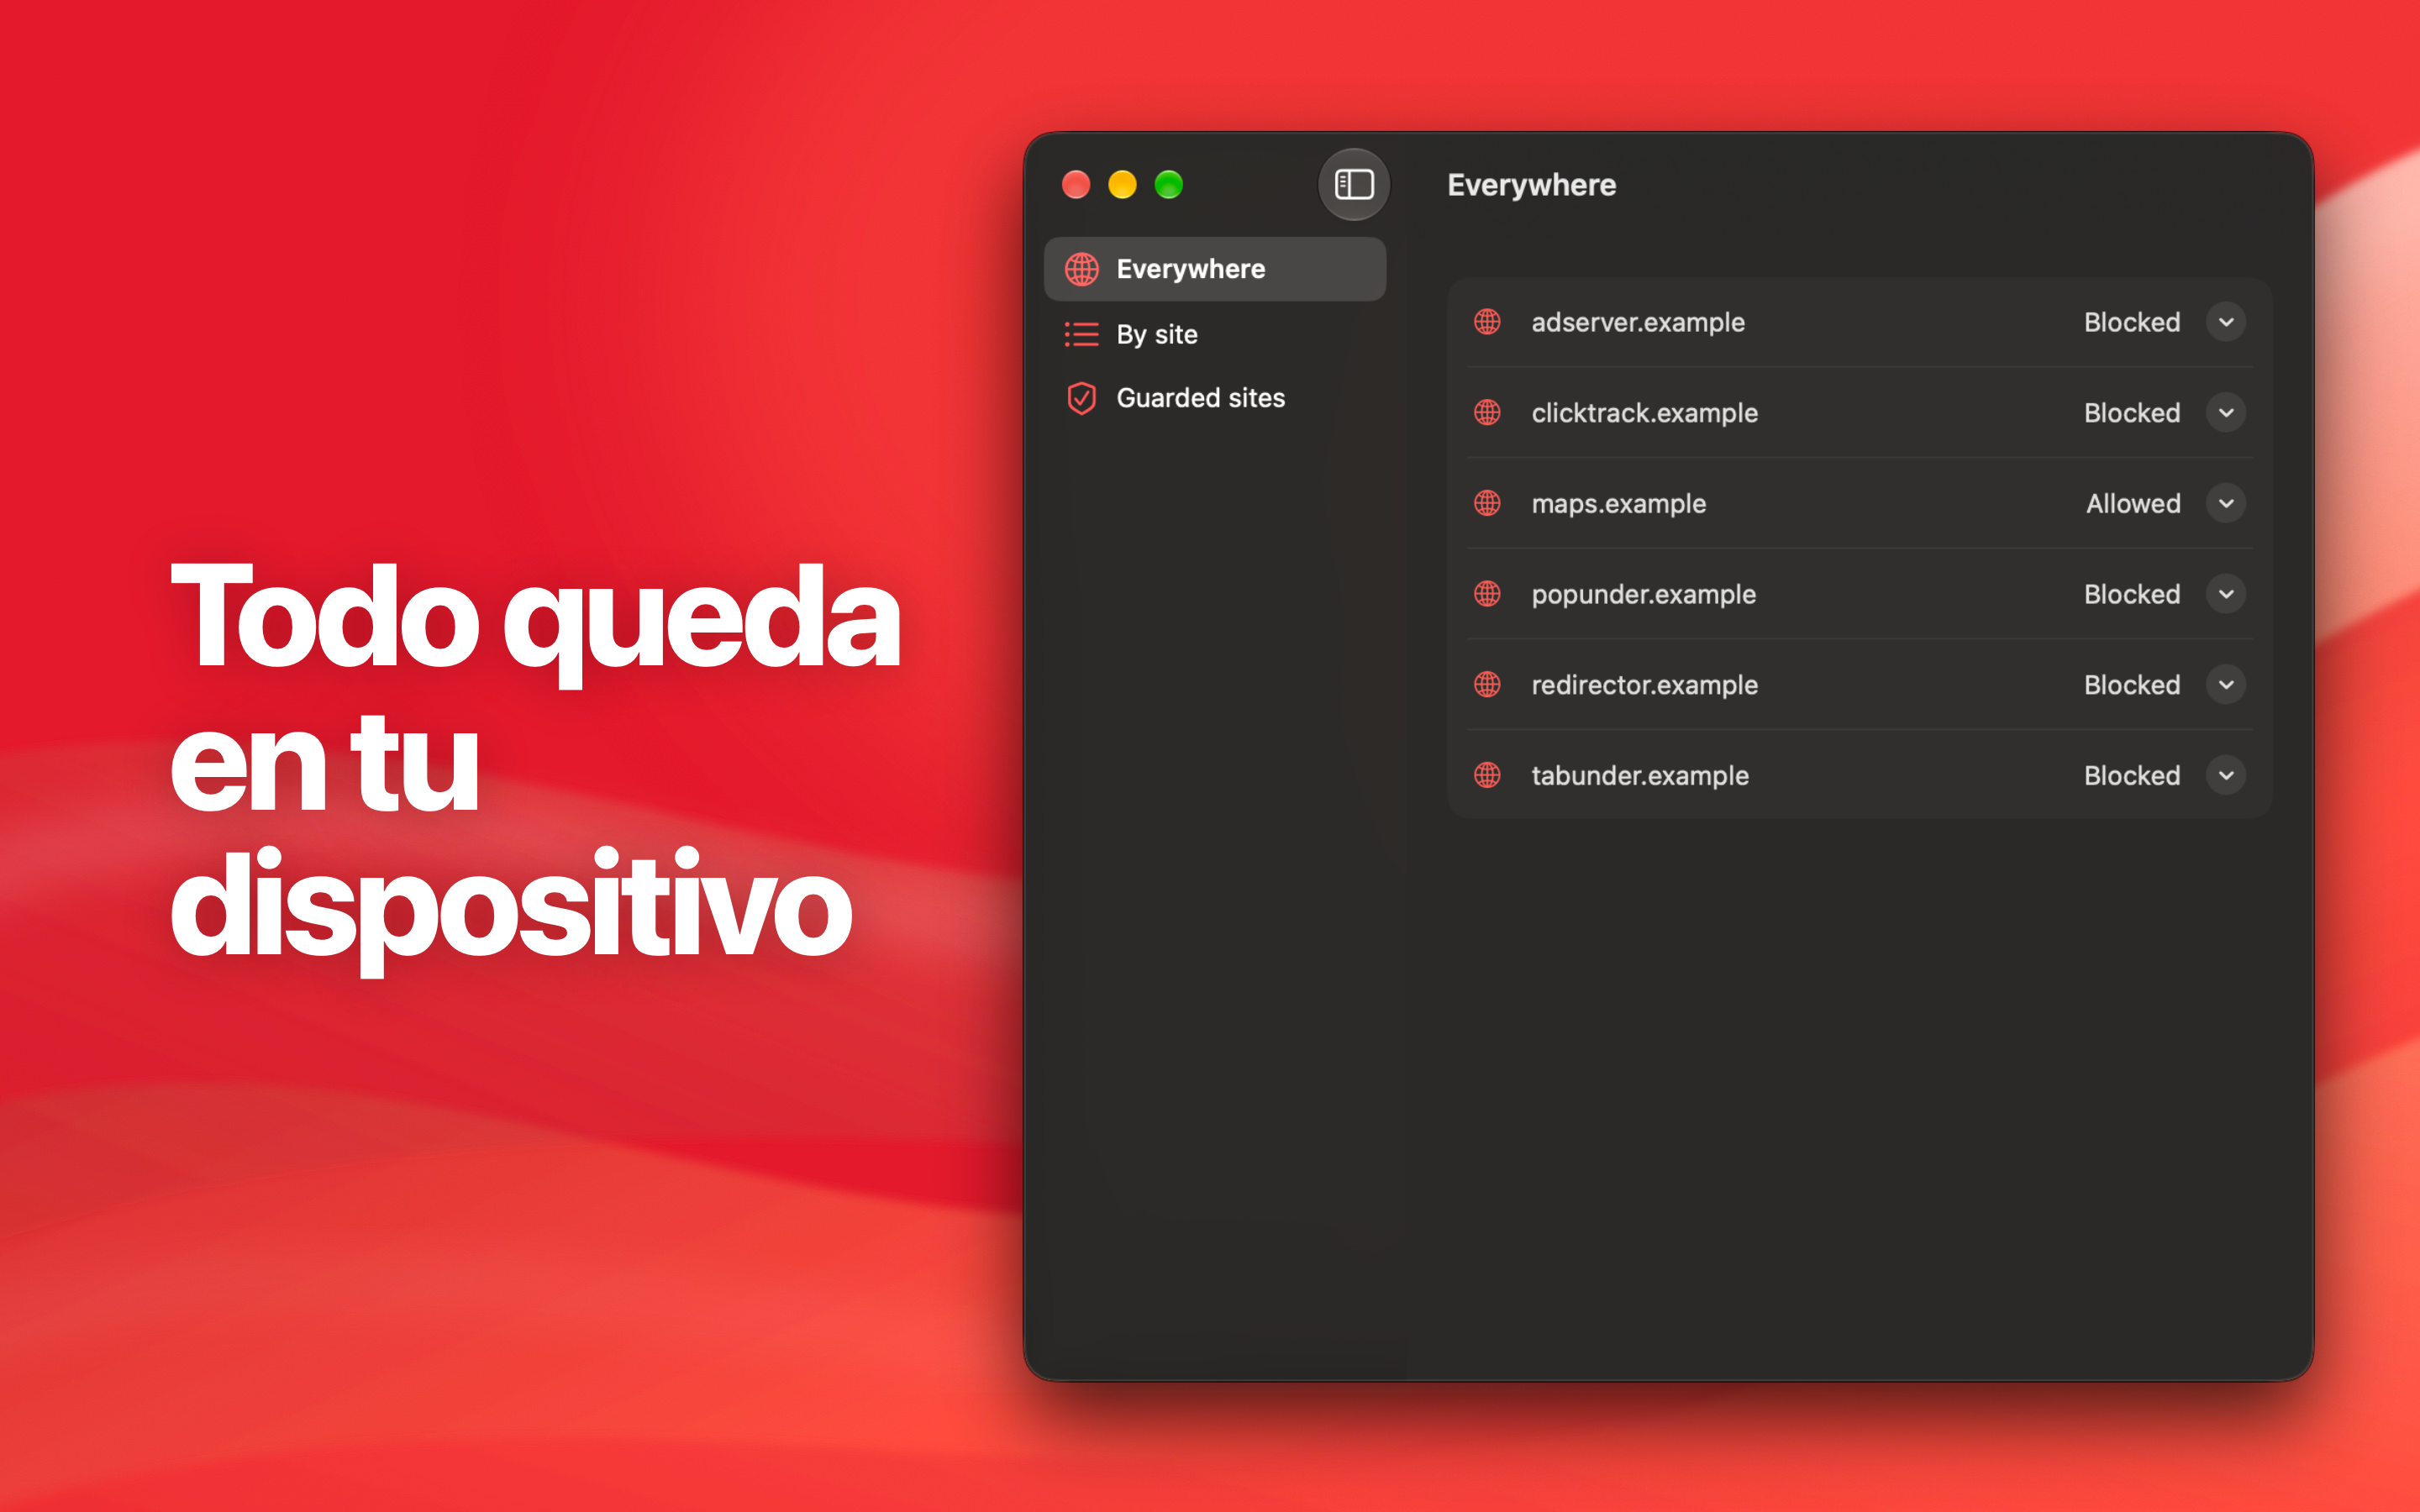 Todo queda
en tu
dispositivo
Everywhere
By site
Guarded sites
Everywhere
adserver.example Blocked
clicktrack.example Blocked
maps.example Allowed
popunder.example Blocked
redirector.example Blocked
tabunder.example Blocked